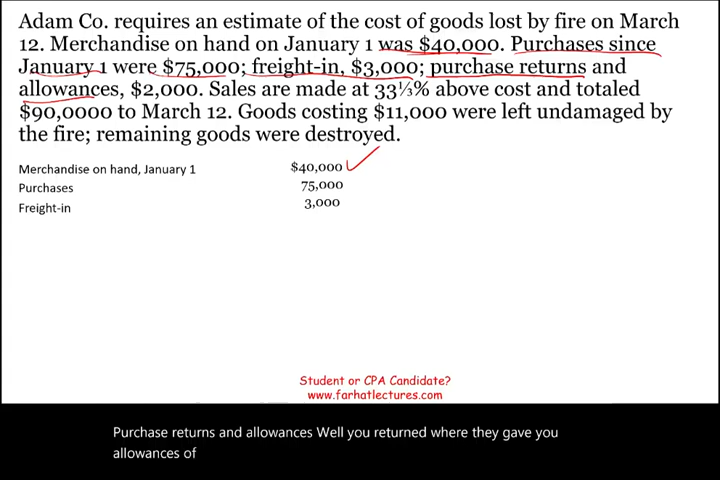 Adam Co. requires an estimate of the cost of goods lost by fire on March
12. Merchandise on hand on January 1 was $40,000. Purchases since
January 1 were $75,000; freight-in, $3,000; purchase returns and
allowances, $2,000. Sales are made at 33⅓% above cost and totaled
$90,0000 to March 12. Goods costing $11,000 were left undamaged by
the fire; remaining goods were destroyed.
Merchandise on hand, January 1 $40,000
Purchases 75,000
Freight-in 3,000
Student or CPA Candidate?
www.farhatlectures.com
Purchase returns and allowances Well you returned where they gave you
allowances of